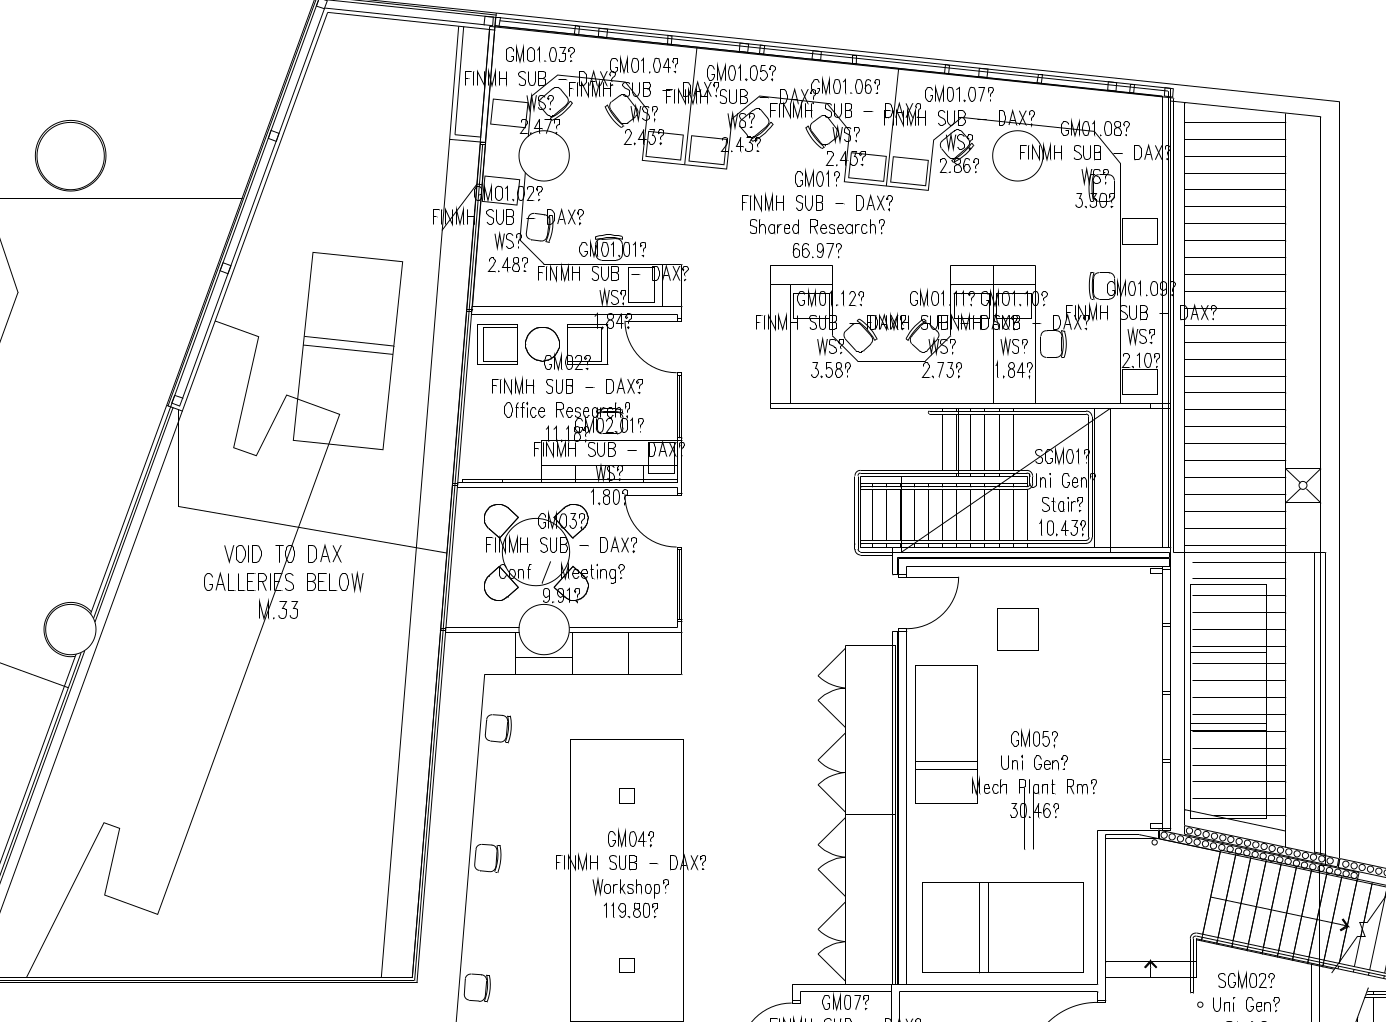 GM01.03?
FINMH SUB - DAX?
WS?
2.47?
GM01.04?
FINMH SUB - DAX?
WS?
2.43?
GM01.05?
FINMH SUB - DAX?
WS?
2.43?
GM01.06?
FINMH SUB - DAX?
WS?
2.43?
GM01.07?
FINMH SUB - DAX?
WS?
2.86?
GM01.08?
FINMH SUB - DAX?
WS?
3.30?
GM01?
FINMH SUB - DAX?
Shared Research?
66.97?
GM01.02?
FINMH SUB - DAX?
WS?
2.48?
GM01.01?
FINMH SUB - DAX?
WS?
1.84?
GM01.12?
FINMH SUB - DAX?
WS?
3.58?
GM01.11?
FINMH SUB - DAX?
WS?
2.73?
GM01.10?
FINMH SUB - DAX?
WS?
1.84?
GM01.09?
FINMH SUB - DAX?
WS?
2.10?
GM02?
FINMH SUB - DAX?
Office Research?
11.18?
GM02.01?
FINMH SUB - DAX?
WS?
1.80?
SGM01?
Uni Gen?
Stair?
10.43?
GM03?
FINMH SUB - DAX?
Conf / Meeting?
9.91?
VOID TO DAX
GALLERIES BELOW
M.33
GM05?
Uni Gen?
Mech Plant Rm?
30.46?
GM04?
FINMH SUB - DAX?
Workshop?
119.80?
GM07?
FINMH SUB - DAX?
SGM02?
Uni Gen?